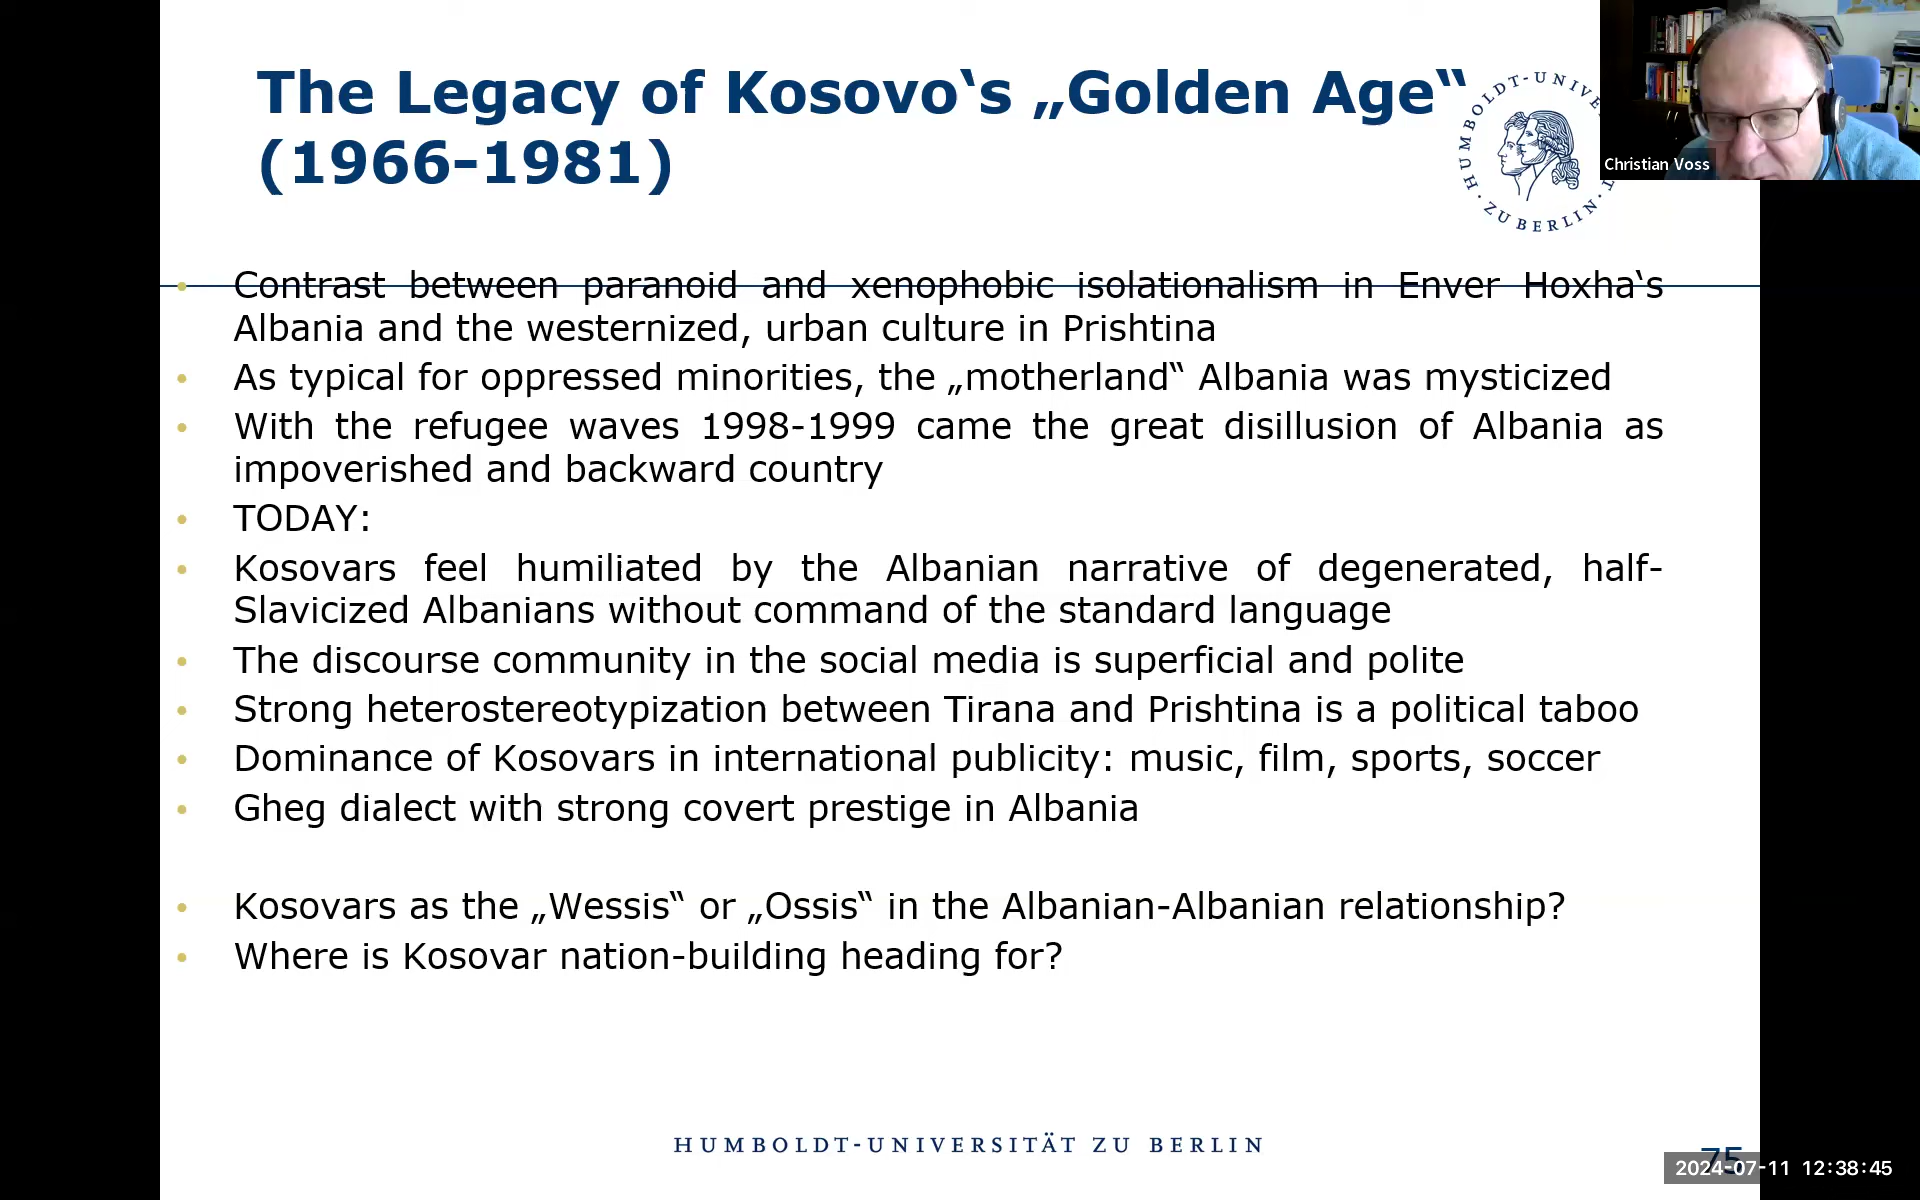 The Legacy of Kosovo‘s „Golden Age“
(1966-1981)
HUMBOLDT-UNIVE
ZU BERLIN
Christian Voss
• Contrast between paranoid and xenophobic isolationalism in Enver Hoxha‘s
Albania and the westernized, urban culture in Prishtina
• As typical for oppressed minorities, the „motherland“ Albania was mysticized
• With the refugee waves 1998-1999 came the great disillusion of Albania as
impoverished and backward country
• TODAY:
• Kosovars feel humiliated by the Albanian narrative of degenerated, half-
Slavicized Albanians without command of the standard language
• The discourse community in the social media is superficial and polite
• Strong heterostereotypization between Tirana and Prishtina is a political taboo
• Dominance of Kosovars in international publicity: music, film, sports, soccer
• Gheg dialect with strong covert prestige in Albania
• Kosovars as the „Wessis“ or „Ossis“ in the Albanian-Albanian relationship?
• Where is Kosovar nation-building heading for?
HUMBOLDT-UNIVERSITÄT ZU BERLIN
75
2024-07-11 12:38:45